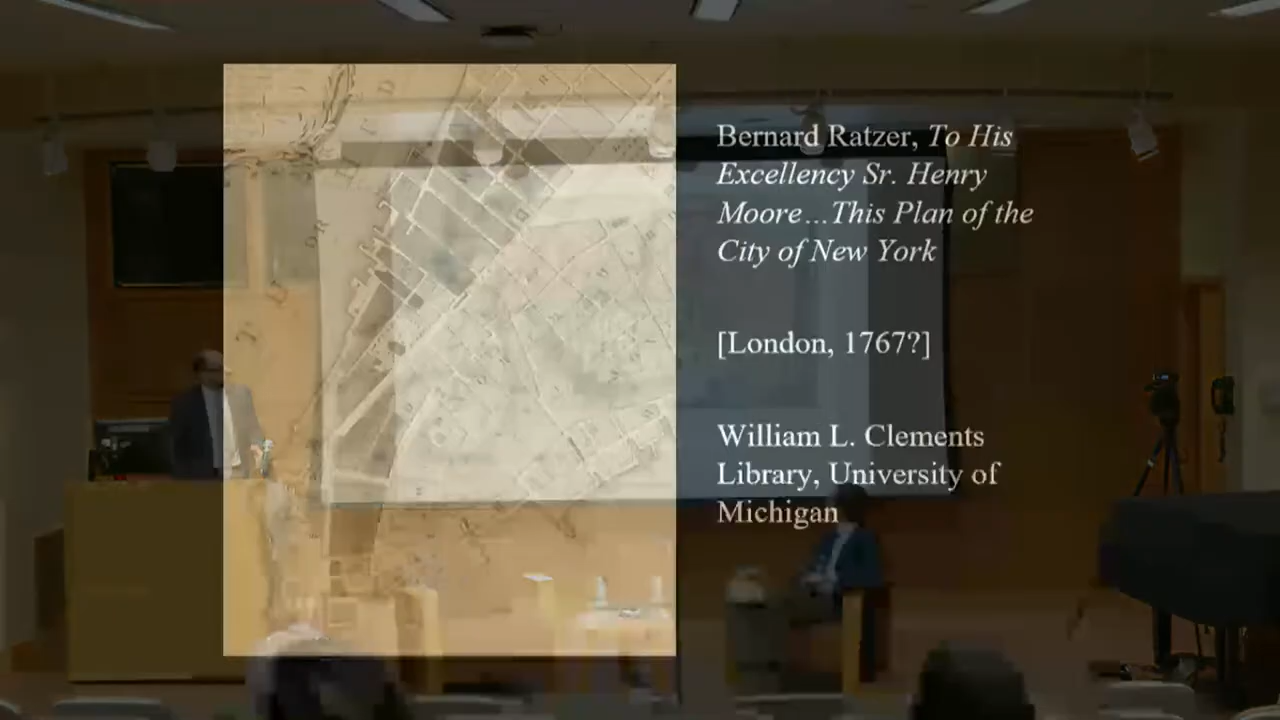 Bernard Ratzer, To His
Excellency Sr. Henry
Moore...This Plan of the
City of New York
[London, 1767?]
William L. Clements
Library, University of
Michigan